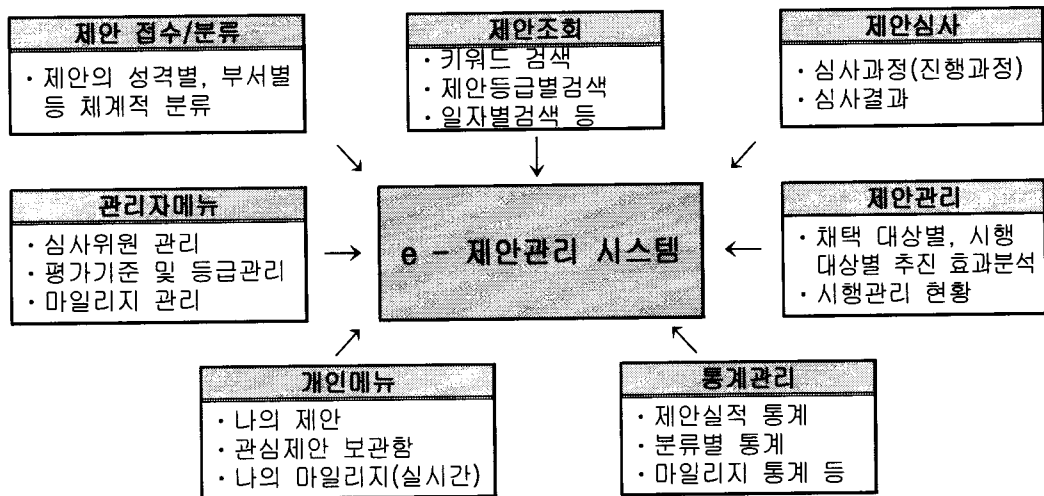 제안 접수/분류
· 제안의 성격별, 부서별
등 체계적 분류
제안조회
· 키워드 검색
· 제안등급별검색
· 일자별검색 등
제안심사
· 심사과정(진행과정)
· 심사결과
관리자메뉴
· 심사위원 관리
· 평가기준 및 등급관리
· 마일리지 관리
e - 제안관리 시스템
제안관리
· 채택 대상별, 시행
대상별 추진 효과분석
· 시행관리 현황
개인메뉴
· 나의 제안
· 관심제안 보관함
· 나의 마일리지(실시간)
통계관리
· 제안실적 통계
· 분류별 통계
· 마일리지 통계 등